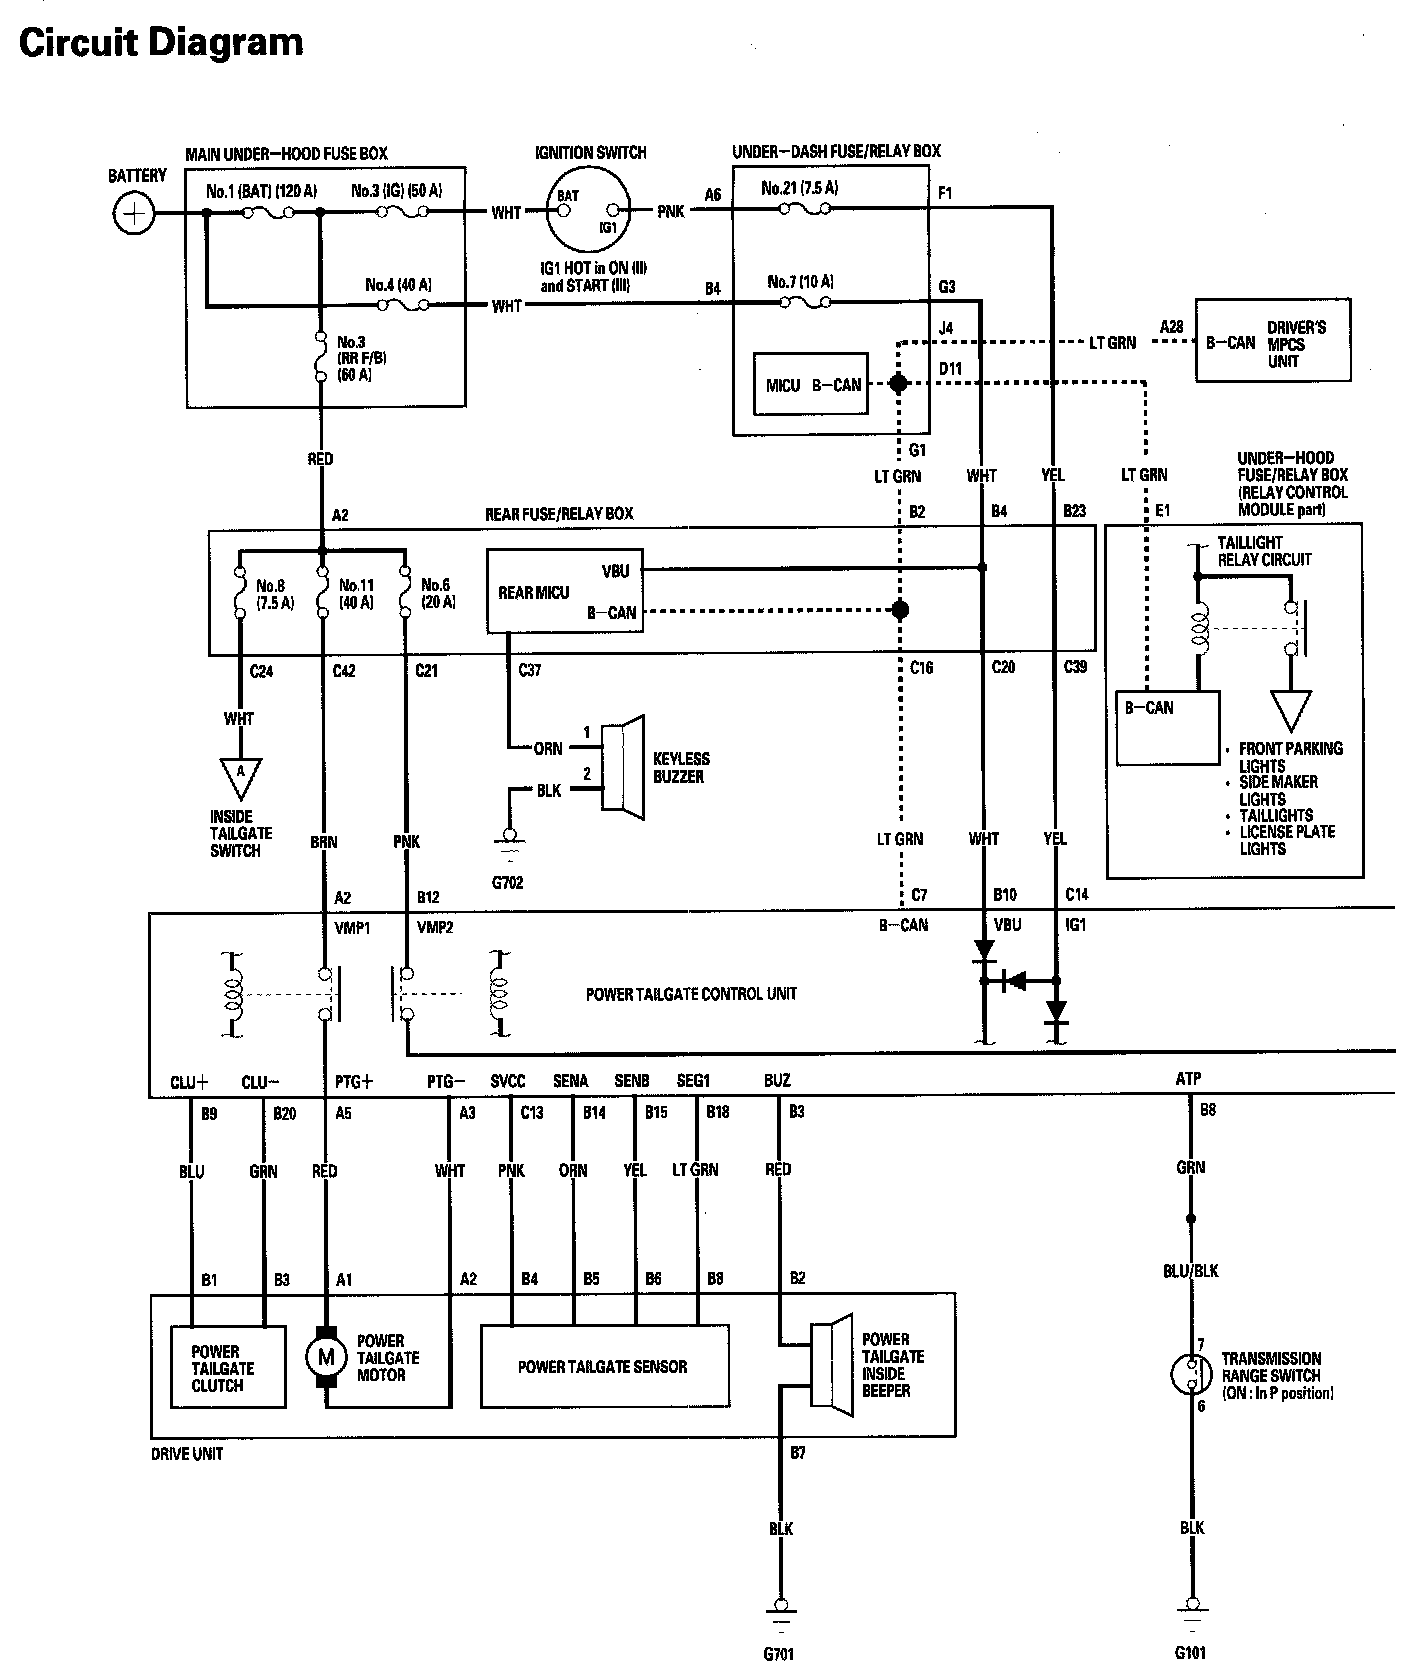 Circuit Diagram
MAIN UNDER-HOOD FUSE BOX
IGNITION SWITCH
UNDER-DASH FUSE/RELAY BOX
BATTERY
No.1 (BAT) (120 A)
No.3 (IG) (50 A)
WHT
BAT
IG1
PNK
A6
No.21 (7.5 A)
F1
IG1 HOT in ON (II)
and START (III)
No.4 (40 A)
WHT
B4
No.7 (10 A)
G3
No.3
(RR F/B)
(60 A)
J4
LT GRN
A28
B-CAN
DRIVER'S
MPCS
UNIT
MICU B-CAN
D11
G1
RED
LT GRN
WHT
YEL
LT GRN
UNDER-HOOD
FUSE/RELAY BOX
(RELAY CONTROL
MODULE part)
A2
REAR FUSE/RELAY BOX
B2
B4
B23
E1
TAILLIGHT
RELAY CIRCUIT
No.8
(7.5 A)
No.11
(40 A)
No.6
(20 A)
REAR MICU
VBU
B-CAN
C24
C42
C21
C37
C16
C20
C39
B-CAN
WHT
A
INSIDE
TAILGATE
SWITCH
ORN
1
BLK
2
KEYLESS
BUZZER
G702
• FRONT PARKING
LIGHTS
• SIDE MAKER
LIGHTS
• TAILLIGHTS
• LICENSE PLATE
LIGHTS
BRN
PNK
LT GRN
WHT
YEL
A2
B12
C7
B10
C14
VMP1
VMP2
B-CAN
VBU
IG1
POWER TAILGATE CONTROL UNIT
CLU+
CLU-
PTG+
PTG-
SVCC
SENA
SENB
SEG1
BUZ
ATP
B9
B20
A5
A3
C13
B14
B15
B18
B3
B8
BLU
GRN
RED
WHT
PNK
ORN
YEL
LT GRN
RED
GRN
B1
B3
A1
A2
B4
B5
B6
B8
B2
BLU/BLK
POWER
TAILGATE
CLUTCH
M
POWER
TAILGATE
MOTOR
POWER TAILGATE SENSOR
POWER
TAILGATE
INSIDE
BEEPER
7
TRANSMISSION
RANGE SWITCH
(ON : In P position)
6
DRIVE UNIT
B7
BLK
BLK
G701
G101